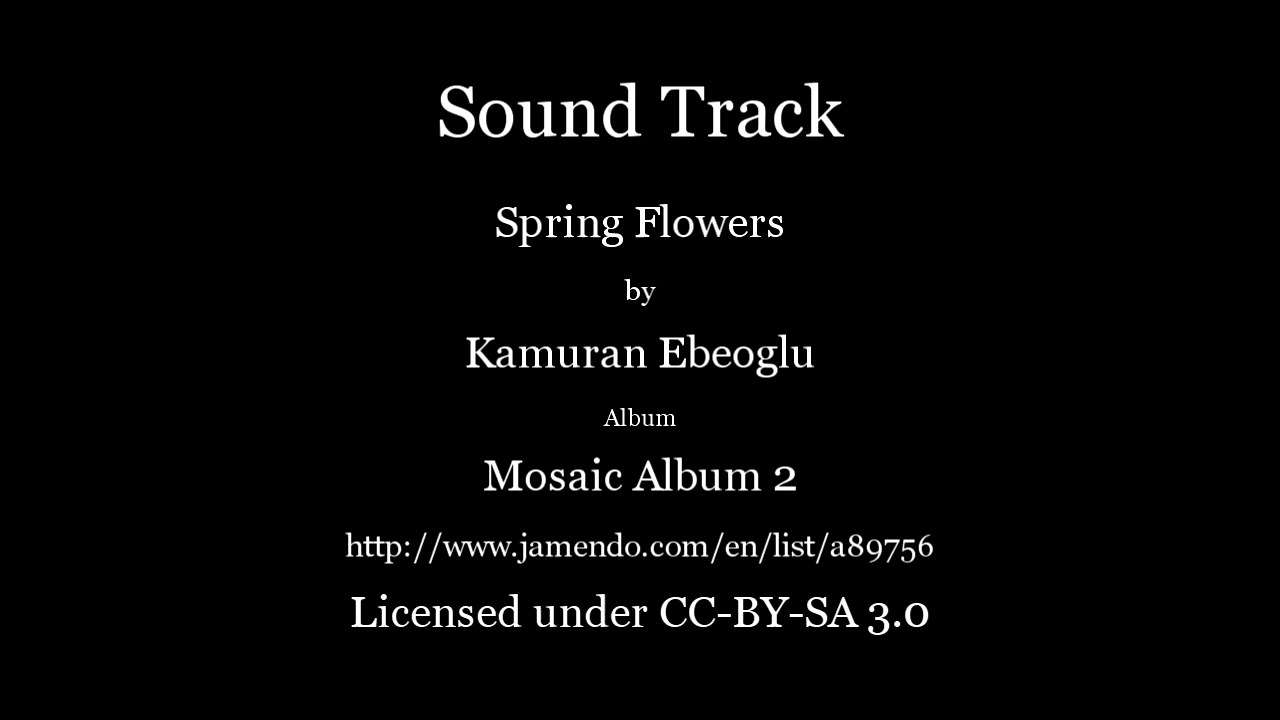 Sound Track
Spring Flowers
by
Kamuran Ebeoglu
Album
Mosaic Album 2
http://www.jamendo.com/en/list/a89756
Licensed under CC-BY-SA 3.0